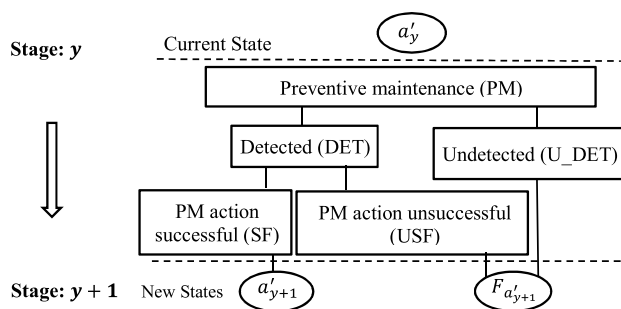 Stage: y
Current State
a′y
Preventive maintenance (PM)
Detected (DET)
Undetected (U_DET)
PM action
successful (SF)
PM action unsuccessful
(USF)
Stage: y + 1
New States
a′y+1
Fa′y+1